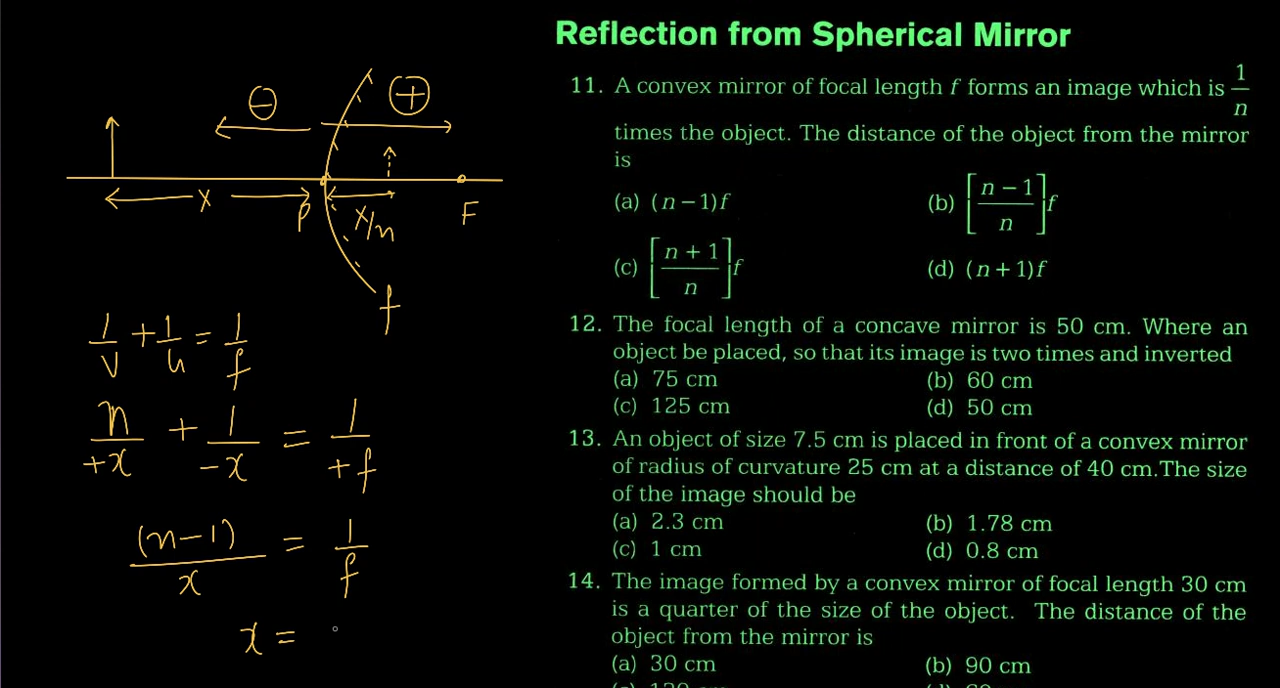 ⊖ ⊕
x P x/n F
f
1/v + 1/u = 1/f
n/+x + 1/-x = 1/+f
(n-1)/x = 1/f
x =
Reflection from Spherical Mirror
11. A convex mirror of focal length f forms an image which is 1/n
times the object. The distance of the object from the mirror
is
(a) (n − 1)f (b) [n − 1/n]f
(c) [n + 1/n]f (d) (n + 1)f
12. The focal length of a concave mirror is 50 cm. Where an
object be placed, so that its image is two times and inverted
(a) 75 cm (b) 60 cm
(c) 125 cm (d) 50 cm
13. An object of size 7.5 cm is placed in front of a convex mirror
of radius of curvature 25 cm at a distance of 40 cm.The size
of the image should be
(a) 2.3 cm (b) 1.78 cm
(c) 1 cm (d) 0.8 cm
14. The image formed by a convex mirror of focal length 30 cm
is a quarter of the size of the object. The distance of the
object from the mirror is
(a) 30 cm (b) 90 cm